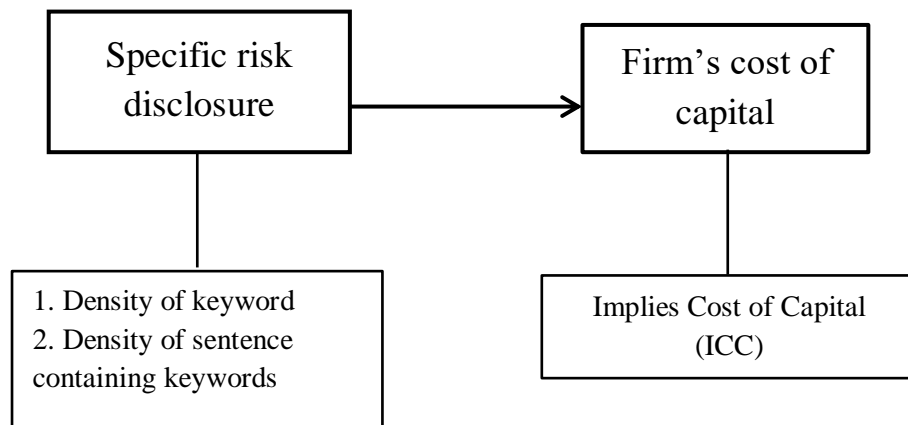 Specific risk
disclosure
Firm’s cost of
capital
1. Density of keyword
2. Density of sentence
containing keywords
Implies Cost of Capital
(ICC)